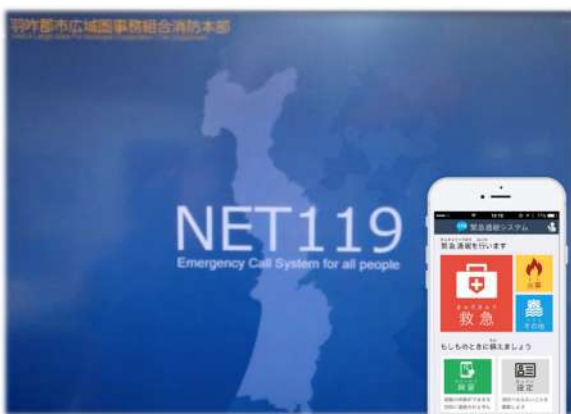 羽咋郡市広域圏事務組合消防本部
NET119
Emergency Call System for all people
緊急通報システム
緊急通報を行います
救急
火事
その他
もしものときに備えましょう
練習
設定